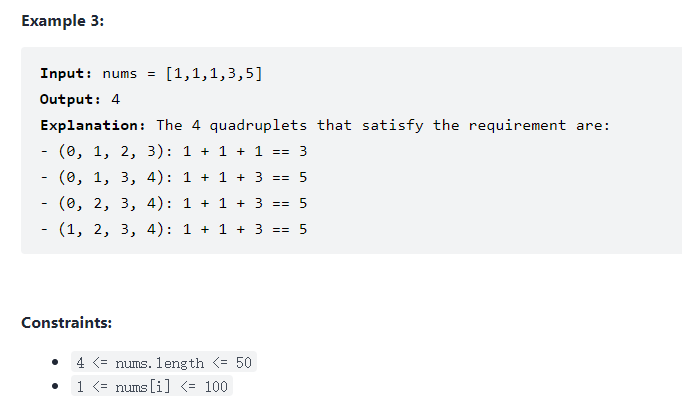 Example 3:
Input: nums = [1,1,1,3,5]
Output: 4
Explanation: The 4 quadruplets that satisfy the requirement are:
- (0, 1, 2, 3): 1 + 1 + 1 == 3
- (0, 1, 3, 4): 1 + 1 + 3 == 5
- (0, 2, 3, 4): 1 + 1 + 3 == 5
- (1, 2, 3, 4): 1 + 1 + 3 == 5
Constraints:
• 4 <= nums.length <= 50
• 1 <= nums[i] <= 100